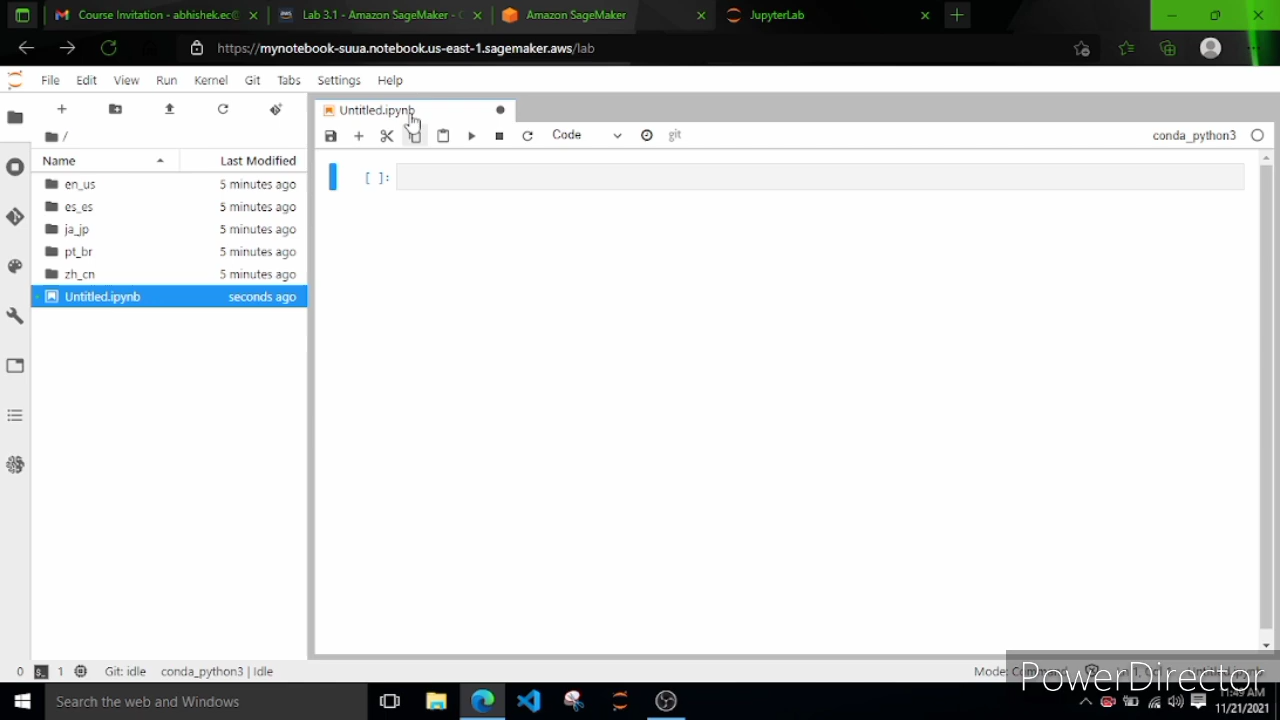 Course Invitation - abhishek.ec@
Lab 3.1 - Amazon SageMaker -
Amazon SageMaker
JupyterLab
https://mynotebook-suua.notebook.us-east-1.sagemaker.aws/lab
File Edit View Run Kernel Git Tabs Settings Help
Untitled.ipynb
Code
git
conda_python3
/
Name
Last Modified
[ ]:
en_us 5 minutes ago
es_es 5 minutes ago
ja_jp 5 minutes ago
pt_br 5 minutes ago
zh_cn 5 minutes ago
Untitled.ipynb seconds ago
0 1 Git: idle conda_python3 | Idle
Mode:
PowerDirector
Search the web and Windows
11:49 AM
11/21/2021